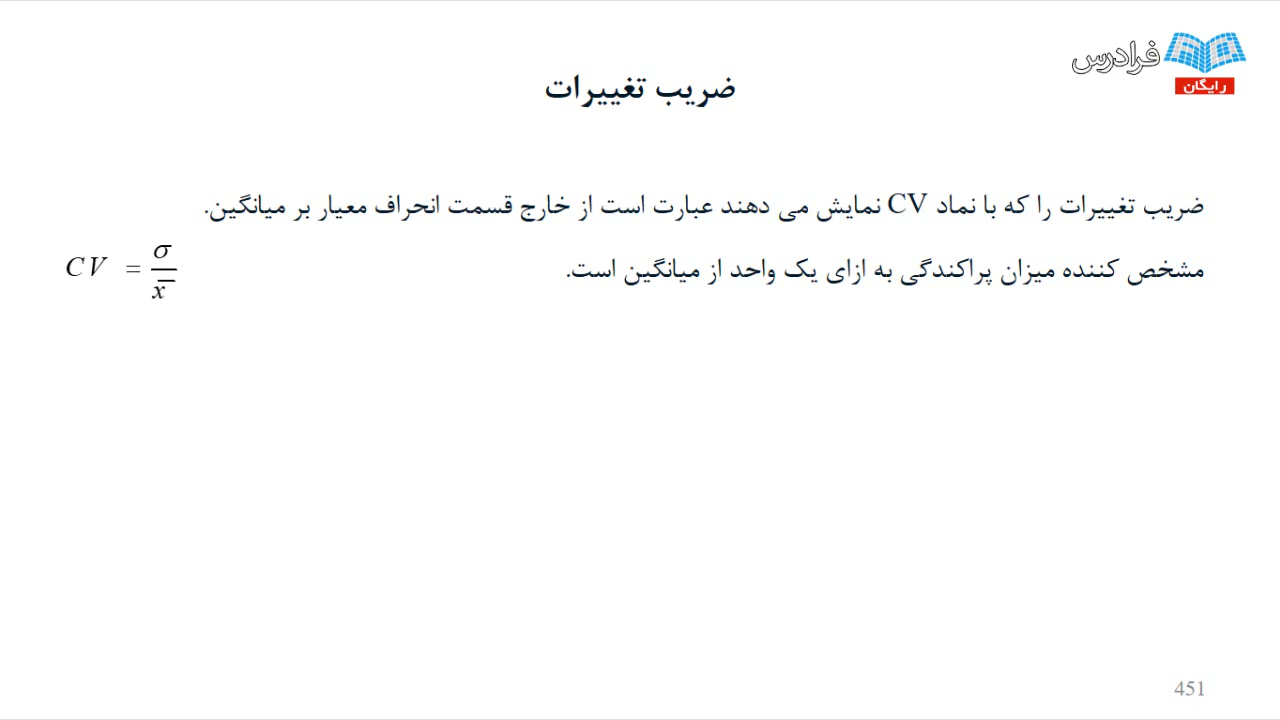 فرادرس
رایگان
ضریب تغییرات
ضریب تغییرات را که با نماد CV نمایش می دهند عبارت است از خارج قسمت انحراف معیار بر میانگین.
مشخص کننده میزان پراکندگی به ازای یک واحد از میانگین است.
CV = σ / x̄
451